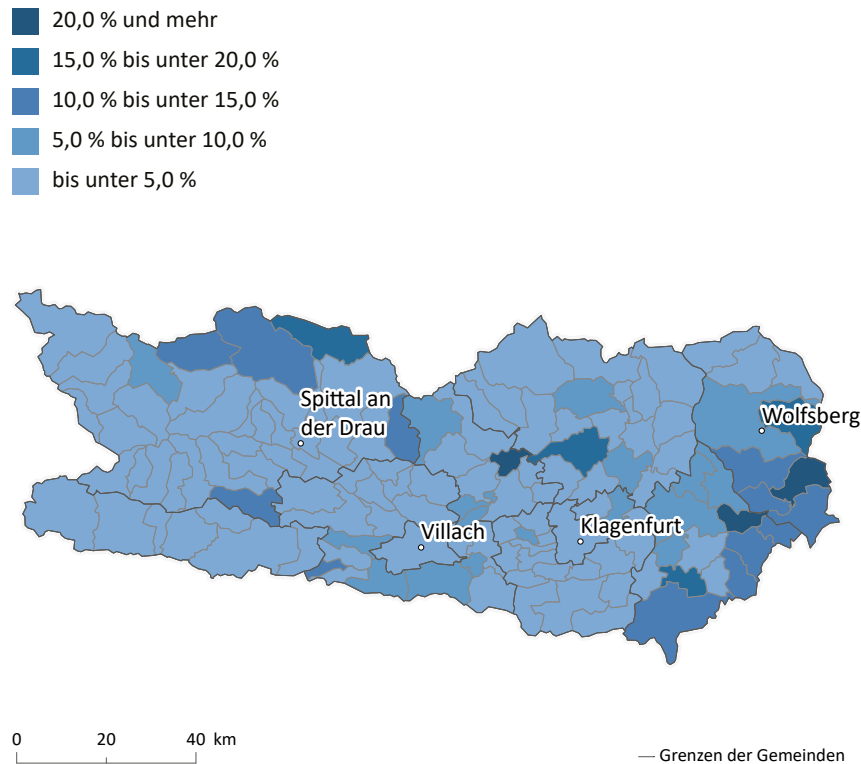 20,0 % und mehr
15,0 % bis unter 20,0 %
10,0 % bis unter 15,0 %
5,0 % bis unter 10,0 %
bis unter 5,0 %
Spittal an
der Drau
Wolfsberg
Villach
Klagenfurt
0 20 40 km
Grenzen der Gemeinden